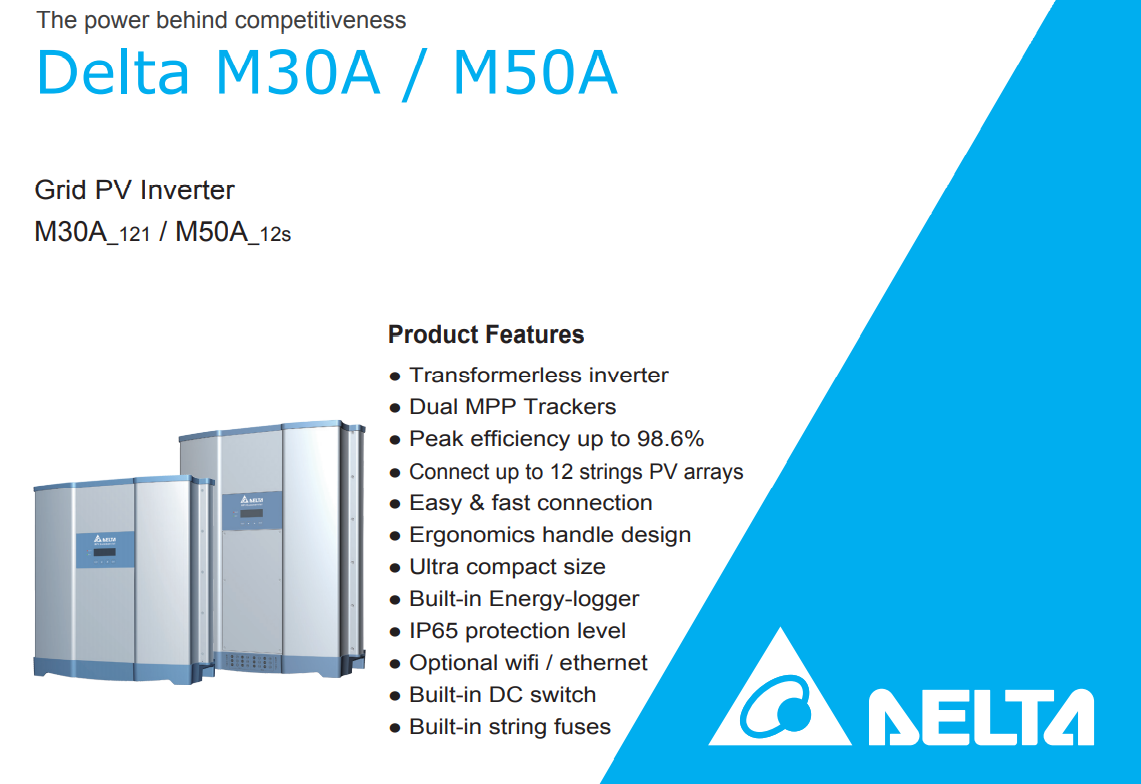 The power behind competitiveness
Delta M30A / M50A
Grid PV Inverter
M30A_121 / M50A_12s
Product Features
● Transformerless inverter
● Dual MPP Trackers
● Peak efficiency up to 98.6%
● Connect up to 12 strings PV arrays
● Easy & fast connection
● Ergonomics handle design
● Ultra compact size
● Built-in Energy-logger
● IP65 protection level
● Optional wifi / ethernet
● Built-in DC switch
● Built-in string fuses
DELTA
DELTA
DELTA